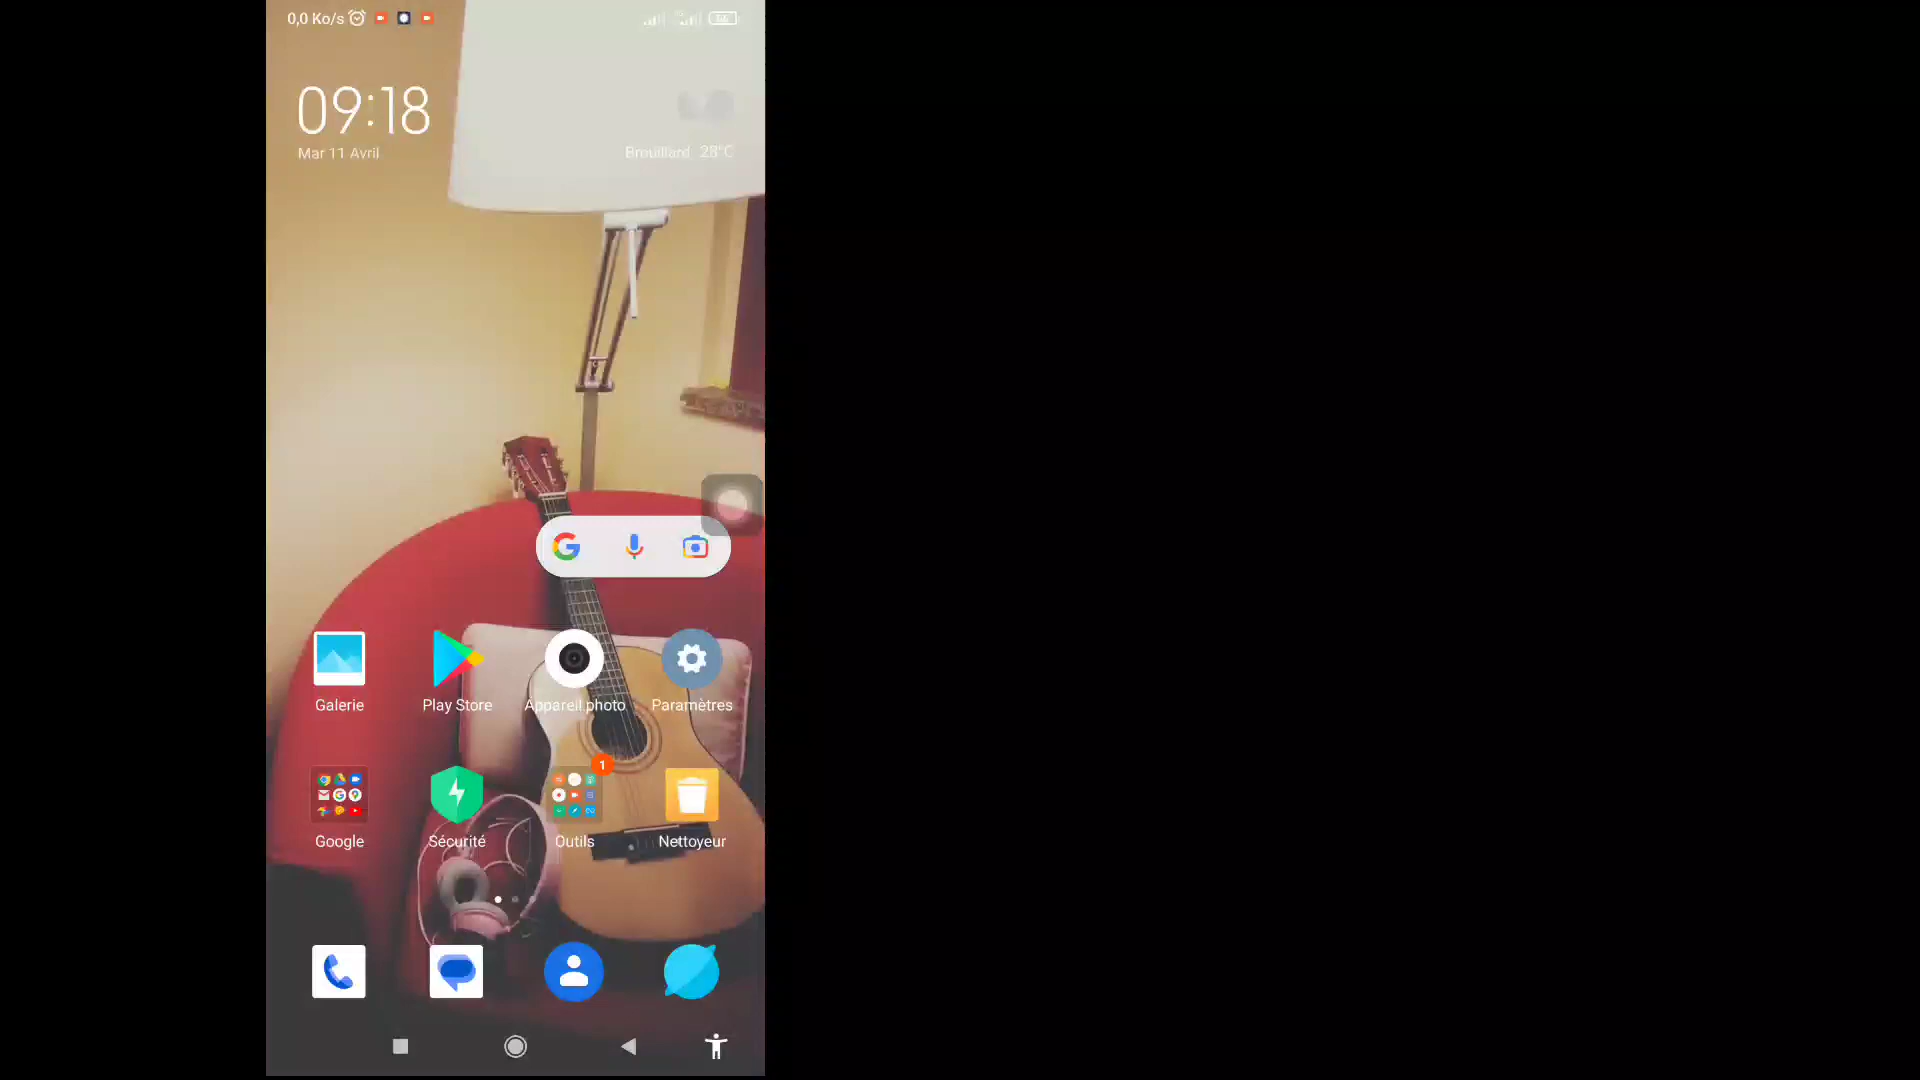 0,0 Ko/s
09:18
Mar 11 Avril
Brouillard 28°C
Galerie
Play Store
Appareil photo
Paramètres
1
Google
Sécurité
Outils
Nettoyeur